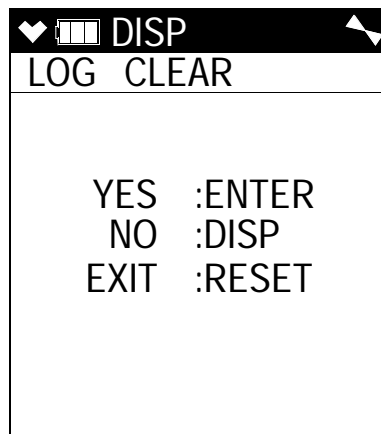 DISP
LOG CLEAR
YES :ENTER
NO :DISP
EXIT :RESET